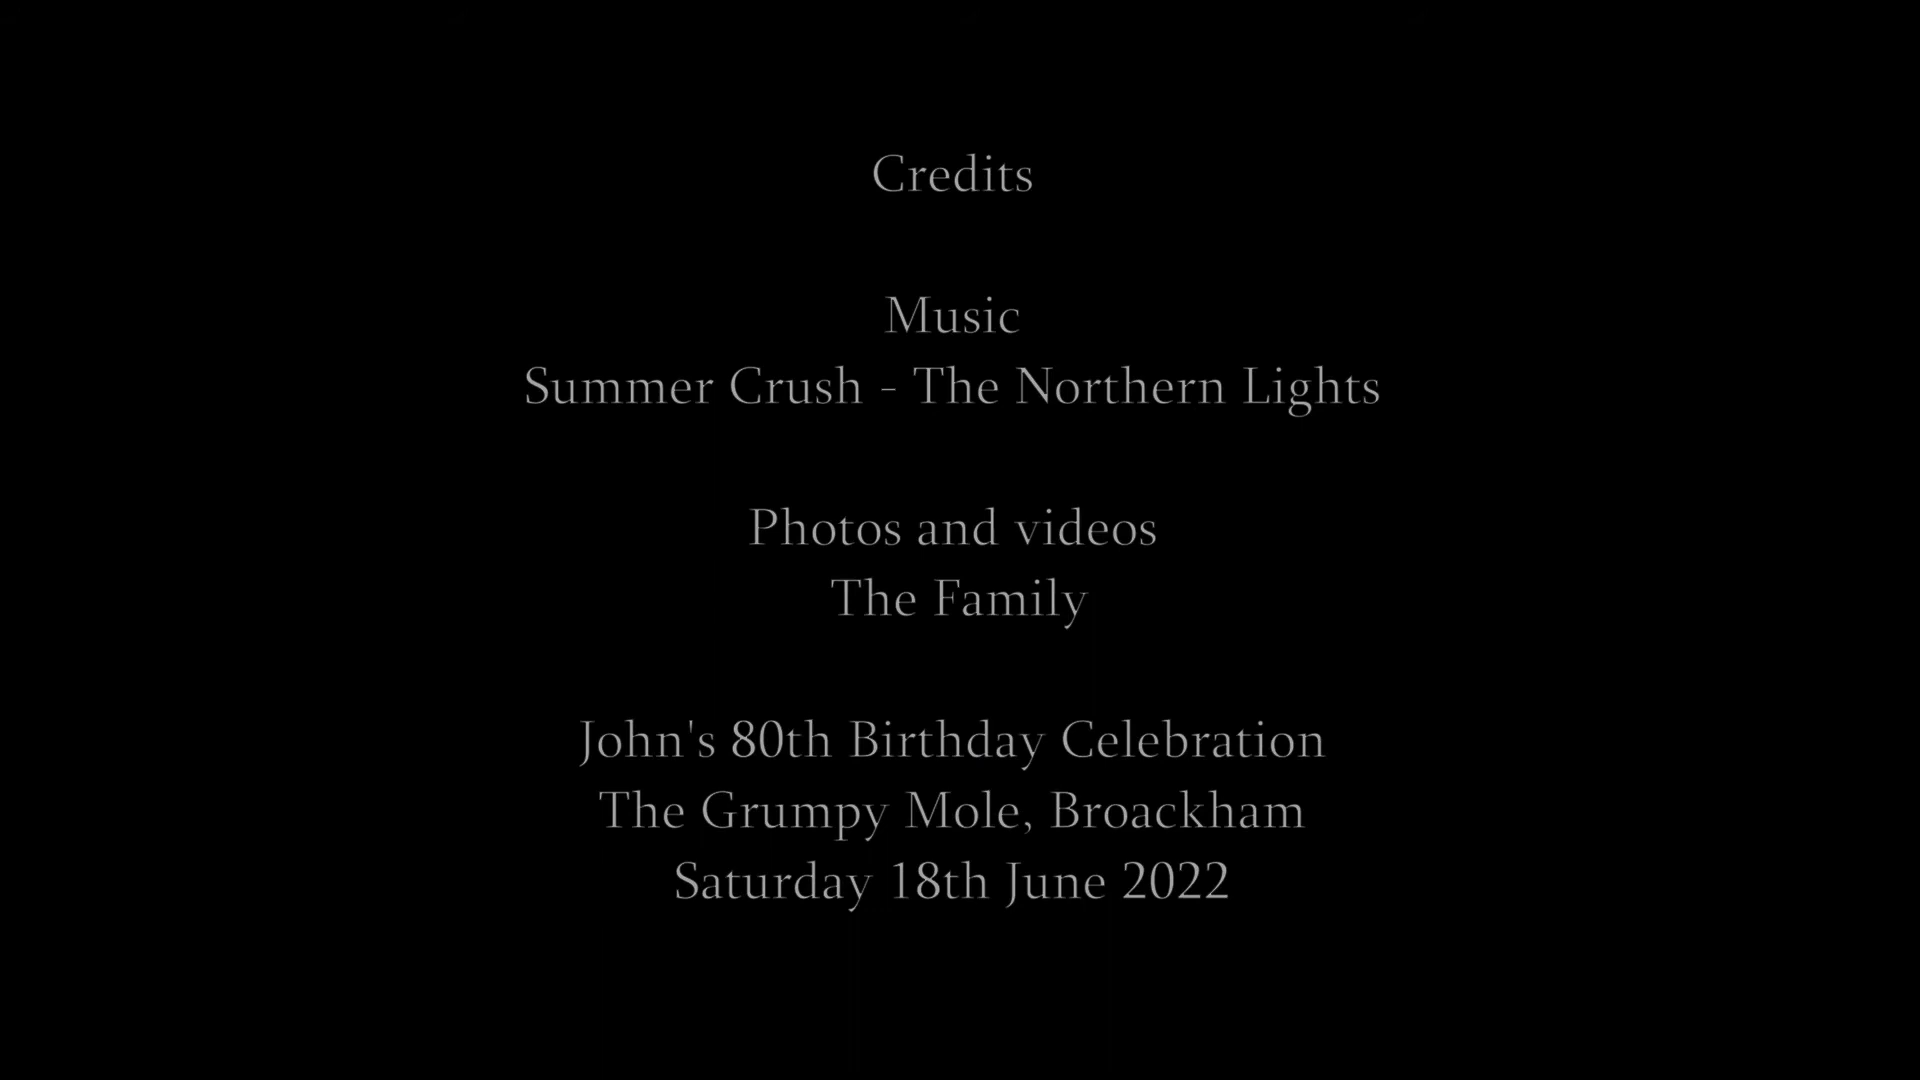 Credits
Music
Summer Crush - The Northern Lights
Photos and videos
The Family
John's 80th Birthday Celebration
The Grumpy Mole, Broackham
Saturday 18th June 2022